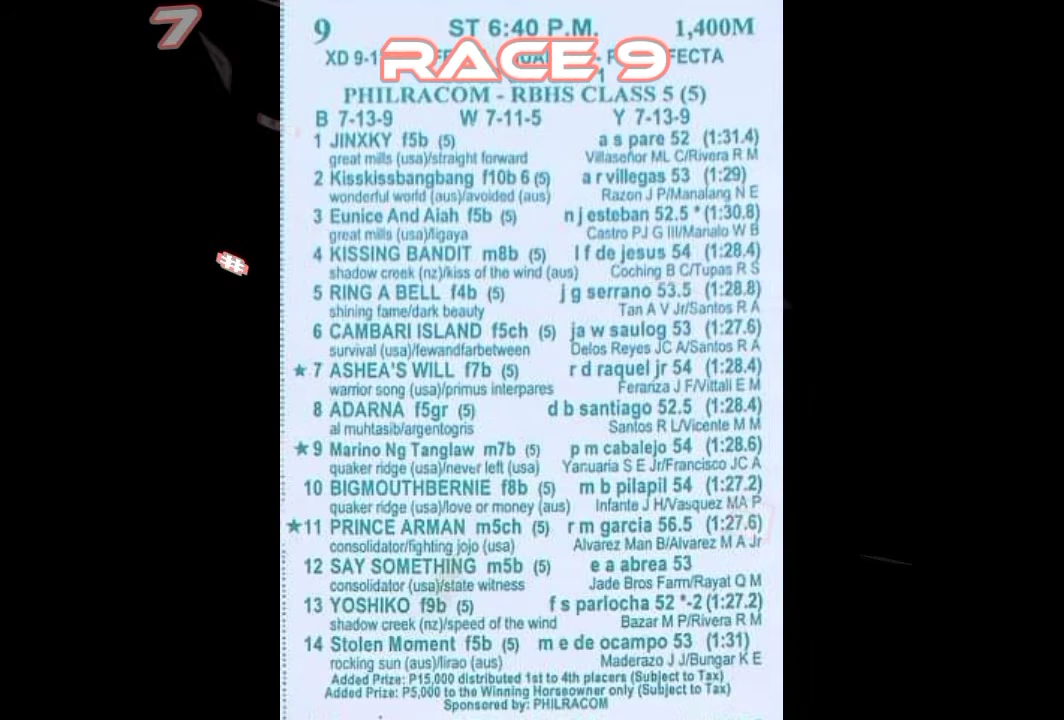 7
9 ST 6:40 P.M. 1,400M
RACE 9
XD 9-1 FECTA
1
PHILRACOM - RBHS CLASS 5 (5)
B 7-13-9 W 7-11-5 Y 7-13-9
1 JINXKY f5b (5) a s pare 52 (1:31.4)
great mills (usa)/straight forward Villaseñor ML C/Rivera R M
2 Kisskissbangbang f10b 6 (5) a r villegas 53 (1:29)
wonderful world (aus)/avoided (aus) Razon J P/Manalang N E
3 Eunice And Aiah f5b (5) n j esteban 52.5 * (1:30.8)
great mills (usa)/ligaya Castro PJ G III/Manalo W B
4 KISSING BANDIT m8b (5) l f de jesus 54 (1:28.4)
shadow creek (nz)/kiss of the wind (aus) Coching B C/Tupas R S
5 RING A BELL f4b (5) j g serrano 53.5 (1:28.8)
shining fame/dark beauty Tan A V Jr/Santos R A
6 CAMBARI ISLAND f5ch (5) ja w saulog 53 (1:27.6)
survival (usa)/fewandfarbetween Delos Reyes JC A/Santos R A
★ 7 ASHEA'S WILL f7b (5) r d raquel jr 54 (1:28.4)
warrior song (usa)/primus interpares Feranza J F/Vittali E M
8 ADARNA f5gr (5) d b santiago 52.5 (1:28.4)
al muhtasib/argentogris Santos R L/Vicente M M
★ 9 Marino Ng Tanglaw m7b (5) p m cabalejo 54 (1:28.6)
quaker ridge (usa)/never left (usa) Yanuaria S E Jr/Francisco JC A
10 BIGMOUTHBERNIE f8b (5) m b pilapil 54 (1:27.2)
quaker ridge (usa)/love or money (aus) Infante J H/Vasquez MA P
★11 PRINCE ARMAN m5ch (5) r m garcia 56.5 (1:27.6)
consolidator/fighting jojo (usa) Alvarez Man B/Alvarez M A Jr
12 SAY SOMETHING m5b (5) e a abrea 53
consolidator (usa)/state witness Jade Bros Farm/Rayat Q M
13 YOSHIKO f9b (5) f s parlocha 52 *-2 (1:27.2)
shadow creek (nz)/speed of the wind Bazar M P/Rivera R M
14 Stolen Moment f5b (5) m e de ocampo 53 (1:31)
rocking sun (aus)/lirao (aus) Maderazo J J/Bungar K E
Added Prize: P15,000 distributed 1st to 4th placers (Subject to Tax)
Added Prize: P5,000 to the Winning Horseowner only (Subject to Tax)
Sponsored by: PHILRACOM